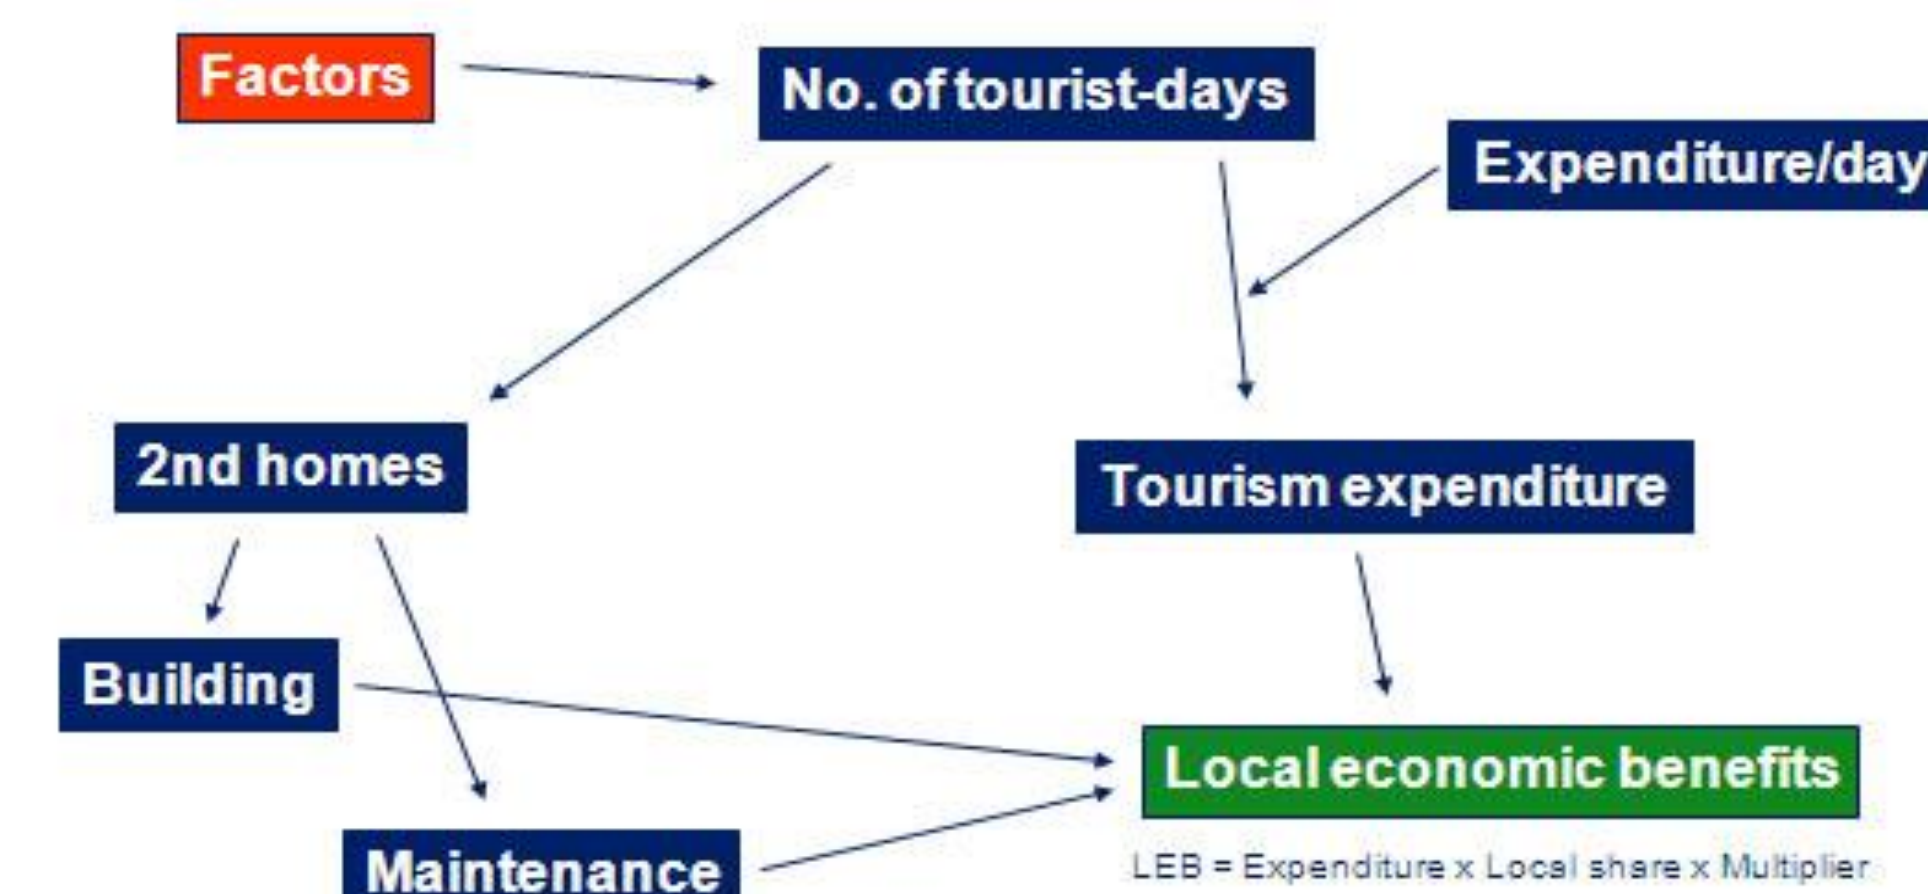 Factors
No. of tourist-days
Expenditure/day
2nd homes
Tourism expenditure
Building
Local economic benefits
Maintenance
LEB = Expenditure x Local share x Multiplier